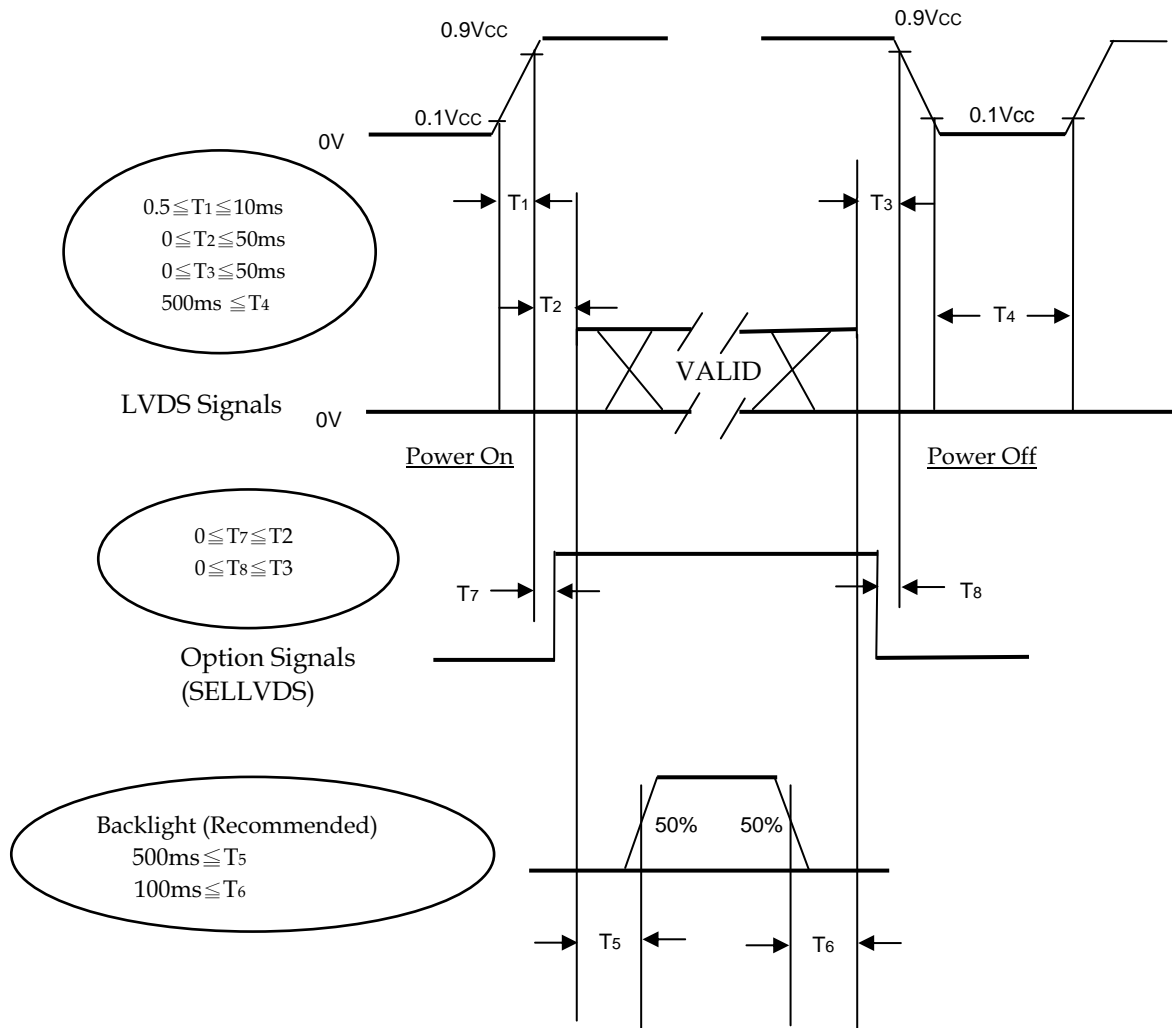 0.9Vcc
0.9Vcc
0.1Vcc
0.1Vcc
0V
0.5≦T1≦10ms
0≦T2≦50ms
0≦T3≦50ms
500ms ≦T4
T1
T3
T2
T4
VALID
LVDS Signals
0V
Power On
Power Off
0≦T7≦T2
0≦T8≦T3
T7
T8
Option Signals
(SELLVDS)
Backlight (Recommended)
500ms≦T5
100ms≦T6
50%
50%
T5
T6